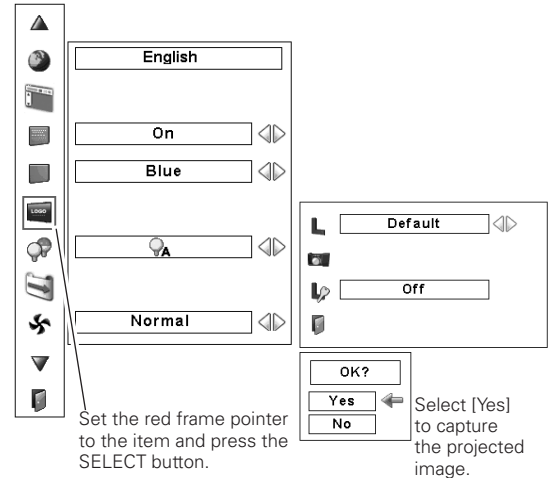 English
On
Blue
LOGO
A
Normal
L
Default
L
Off
OK?
Yes
No
Set the red frame pointer
to the item and press the
SELECT button.
Select [Yes]
to capture
the projected
image.